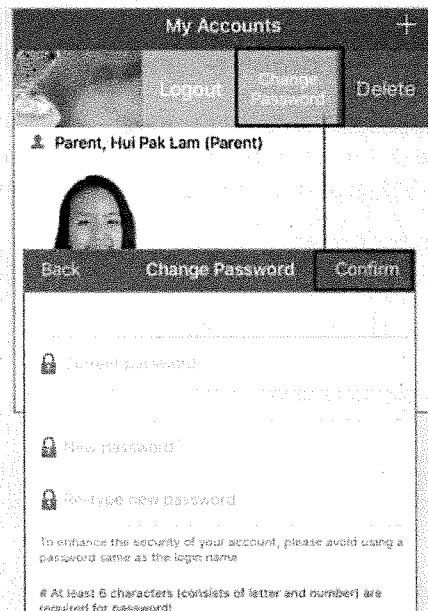 My Accounts +
Logout
Change
Password
Delete
Parent, Hui Pak Lam (Parent)
Back
Change Password
Confirm
Current password
New password
Re-type new password
To enhance the security of your account, please avoid using a
password same as the login name
# At least 6 characters (consists of letter and number) are
required for password!